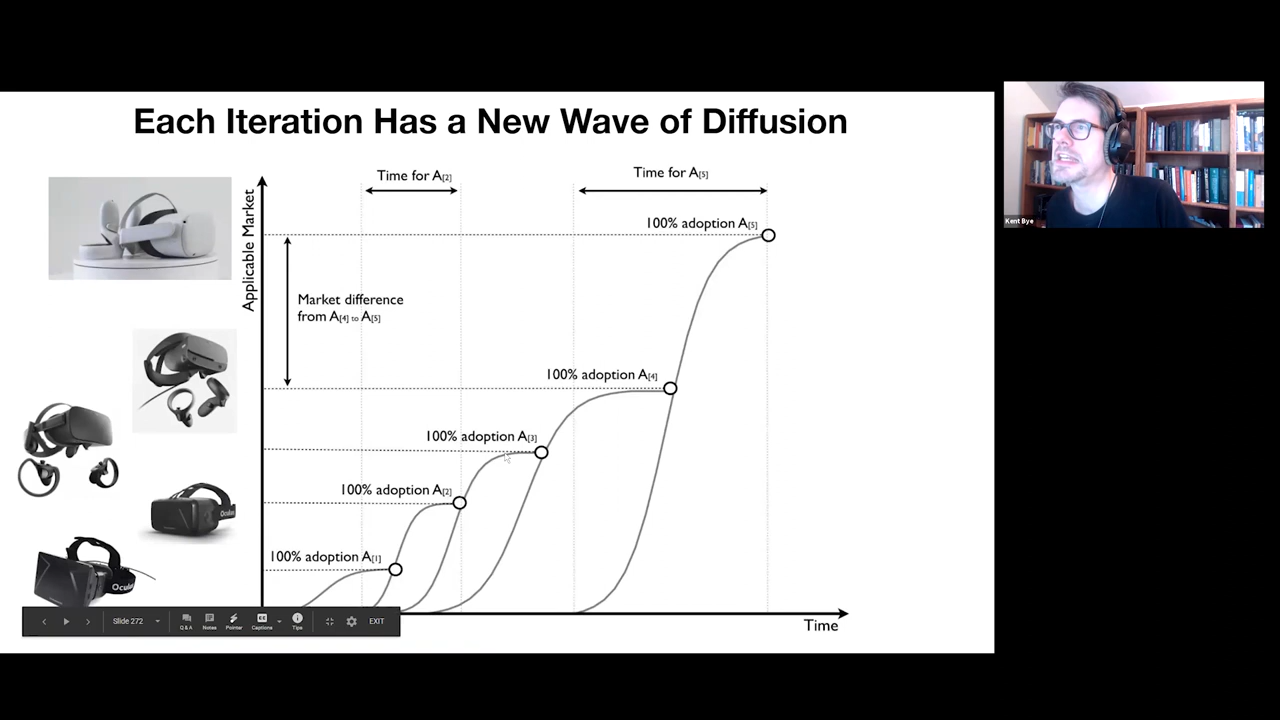 Each Iteration Has a New Wave of Diffusion
Time for A[2]
Time for A[5]
Applicable Market
100% adoption A[5]
Market difference
from A[4] to A[5]
100% adoption A[4]
100% adoption A[3]
100% adoption A[2]
100% adoption A[1]
Time
Oculus
Oculus
Slide 272
Q & A
Notes
Pointer
Captions
Tips
EXIT
Kent Bye